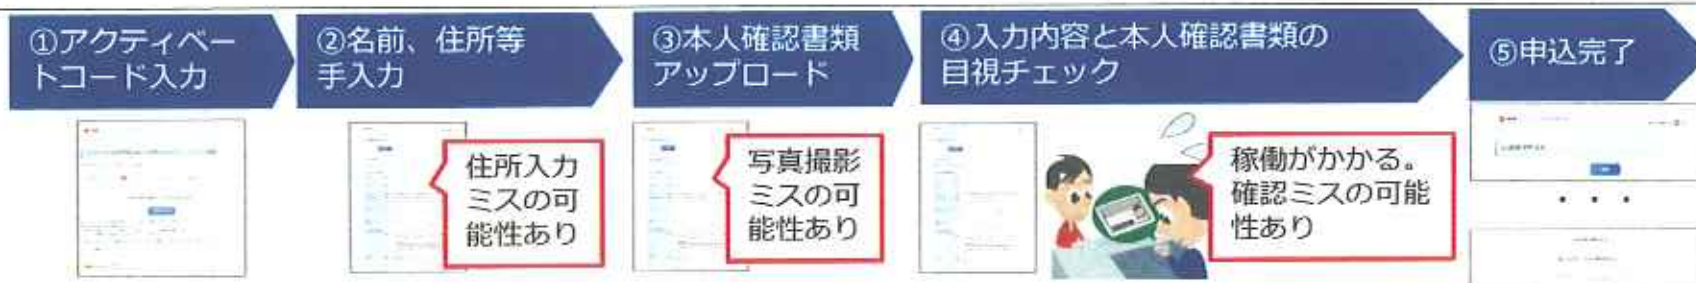 ①アクティベー
トコード入力
②名前、住所等
手入力
③本人確認書類
アップロード
④入力内容と本人確認書類の
目視チェック
⑤申込完了
住所入力
ミスの可
能性あり
写真撮影
ミスの可
能性あり
稼働がかかる。
確認ミスの可能
性あり